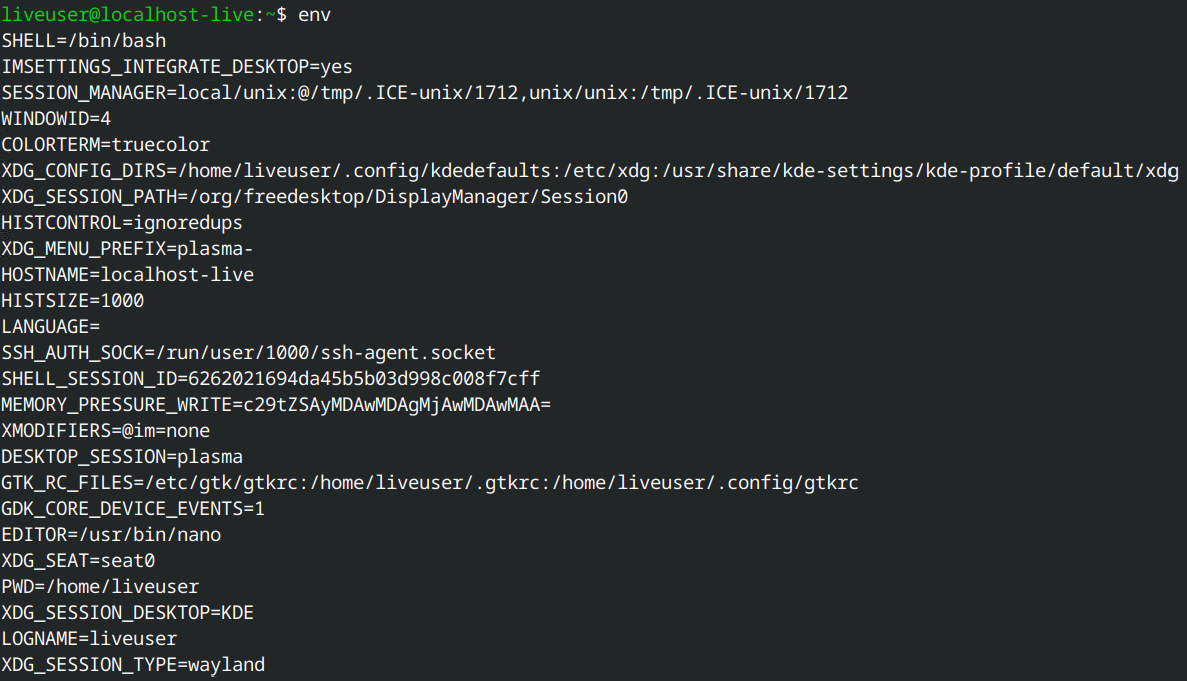 liveuser@localhost-live:~$ env
SHELL=/bin/bash
IMSETTINGS_INTEGRATE_DESKTOP=yes
SESSION_MANAGER=local/unix:@/tmp/.ICE-unix/1712,unix/unix:/tmp/.ICE-unix/1712
WINDOWID=4
COLORTERM=truecolor
XDG_CONFIG_DIRS=/home/liveuser/.config/kdedefaults:/etc/xdg:/usr/share/kde-settings/kde-profile/default/xdg
XDG_SESSION_PATH=/org/freedesktop/DisplayManager/Session0
HISTCONTROL=ignoredups
XDG_MENU_PREFIX=plasma-
HOSTNAME=localhost-live
HISTSIZE=1000
LANGUAGE=
SSH_AUTH_SOCK=/run/user/1000/ssh-agent.socket
SHELL_SESSION_ID=6262021694da45b5b03d998c008f7cff
MEMORY_PRESSURE_WRITE=c29tZSAyMDAwMDAgMjAwMDAwMAA=
XMODIFIERS=@im=none
DESKTOP_SESSION=plasma
GTK_RC_FILES=/etc/gtk/gtkrc:/home/liveuser/.gtkrc:/home/liveuser/.config/gtkrc
GDK_CORE_DEVICE_EVENTS=1
EDITOR=/usr/bin/nano
XDG_SEAT=seat0
PWD=/home/liveuser
XDG_SESSION_DESKTOP=KDE
LOGNAME=liveuser
XDG_SESSION_TYPE=wayland